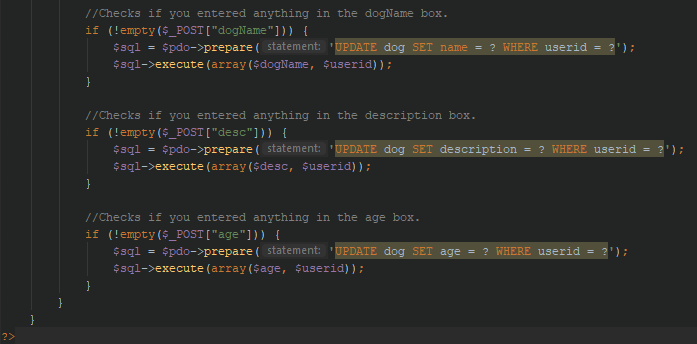 //Checks if you entered anything in the dogName box.
if (!empty($_POST["dogName"])) {
$sql = $pdo->prepare( statement: 'UPDATE dog SET name = ? WHERE userid = ?');
$sql->execute(array($dogName, $userid));
}
//Checks if you entered anything in the description box.
if (!empty($_POST["desc"])) {
$sql = $pdo->prepare( statement: 'UPDATE dog SET description = ? WHERE userid = ?');
$sql->execute(array($desc, $userid));
}
//Checks if you entered anything in the age box.
if (!empty($_POST["age"])) {
$sql = $pdo->prepare( statement: 'UPDATE dog SET age = ? WHERE userid = ?');
$sql->execute(array($age, $userid));
}
}
}
?>